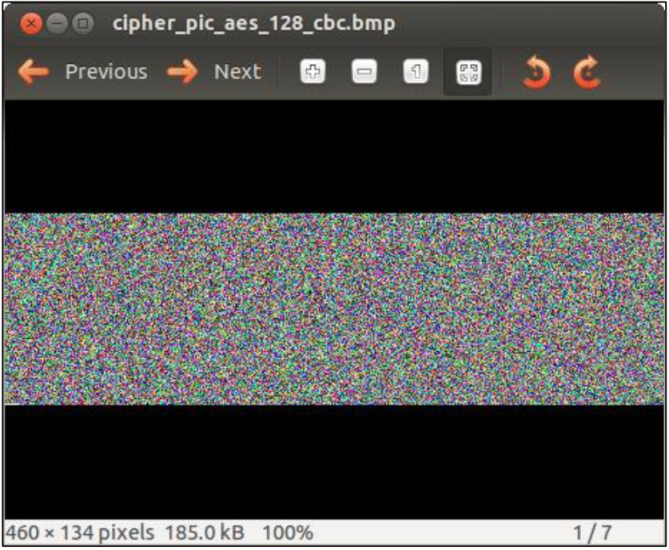 cipher_pic_aes_128_cbc.bmp
Previous Next
460 × 134 pixels 185.0 kB 100% 1 / 7